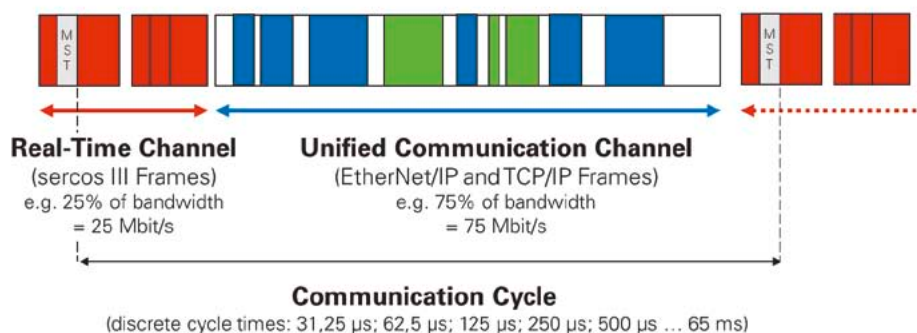 MST
MST
Real-Time Channel
(sercos III Frames)
e.g. 25% of bandwidth
= 25 Mbit/s
Unified Communication Channel
(EtherNet/IP and TCP/IP Frames)
e.g. 75% of bandwidth
= 75 Mbit/s
Communication Cycle
(discrete cycle times: 31,25 µs; 62,5 µs; 125 µs; 250 µs; 500 µs ... 65 ms)